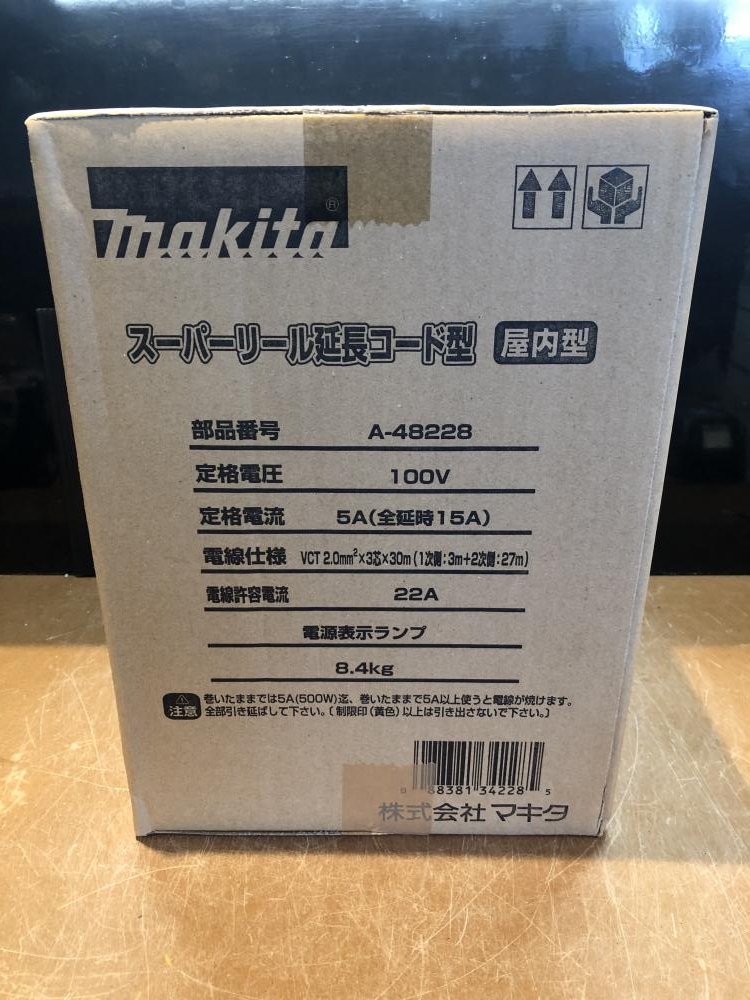 makita®
スーパーリール延長コード型 屋内型
部品番号 A-48228
定格電圧 100V
定格電流 5A(全延時15A)
電線仕様 VCT 2.0mm²×3芯×30m(1次側:3m+2次側:27m)
電線許容電流 22A
電源表示ランプ
8.4kg
注意 巻いたままでは5A(500W)迄、巻いたままで5A以上使うと電線が焼けます。
全部引き延ばして下さい。〔制限印(黄色)以上は引き出さないで下さい。〕
0 88381 34228 5
株式会社 マキタ